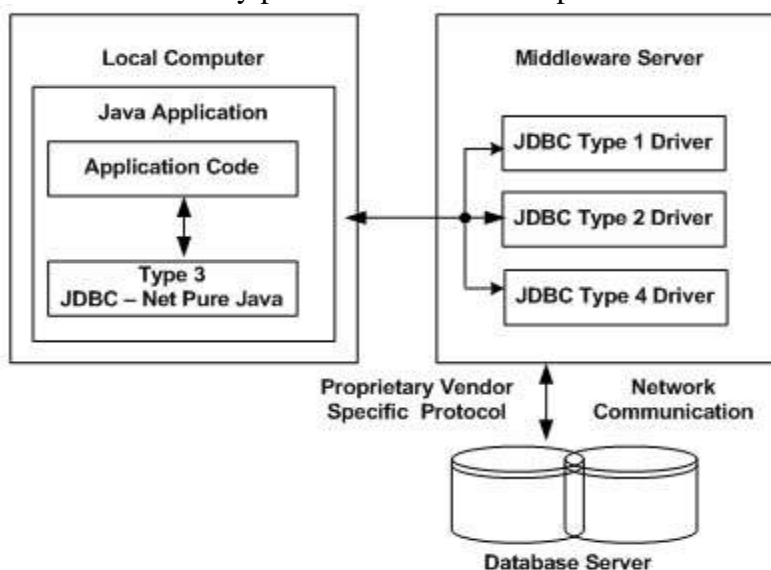 Local Computer
Java Application
Application Code
Type 3
JDBC – Net Pure Java
Middleware Server
JDBC Type 1 Driver
JDBC Type 2 Driver
JDBC Type 4 Driver
Proprietary Vendor
Specific Protocol
Network
Communication
Database Server